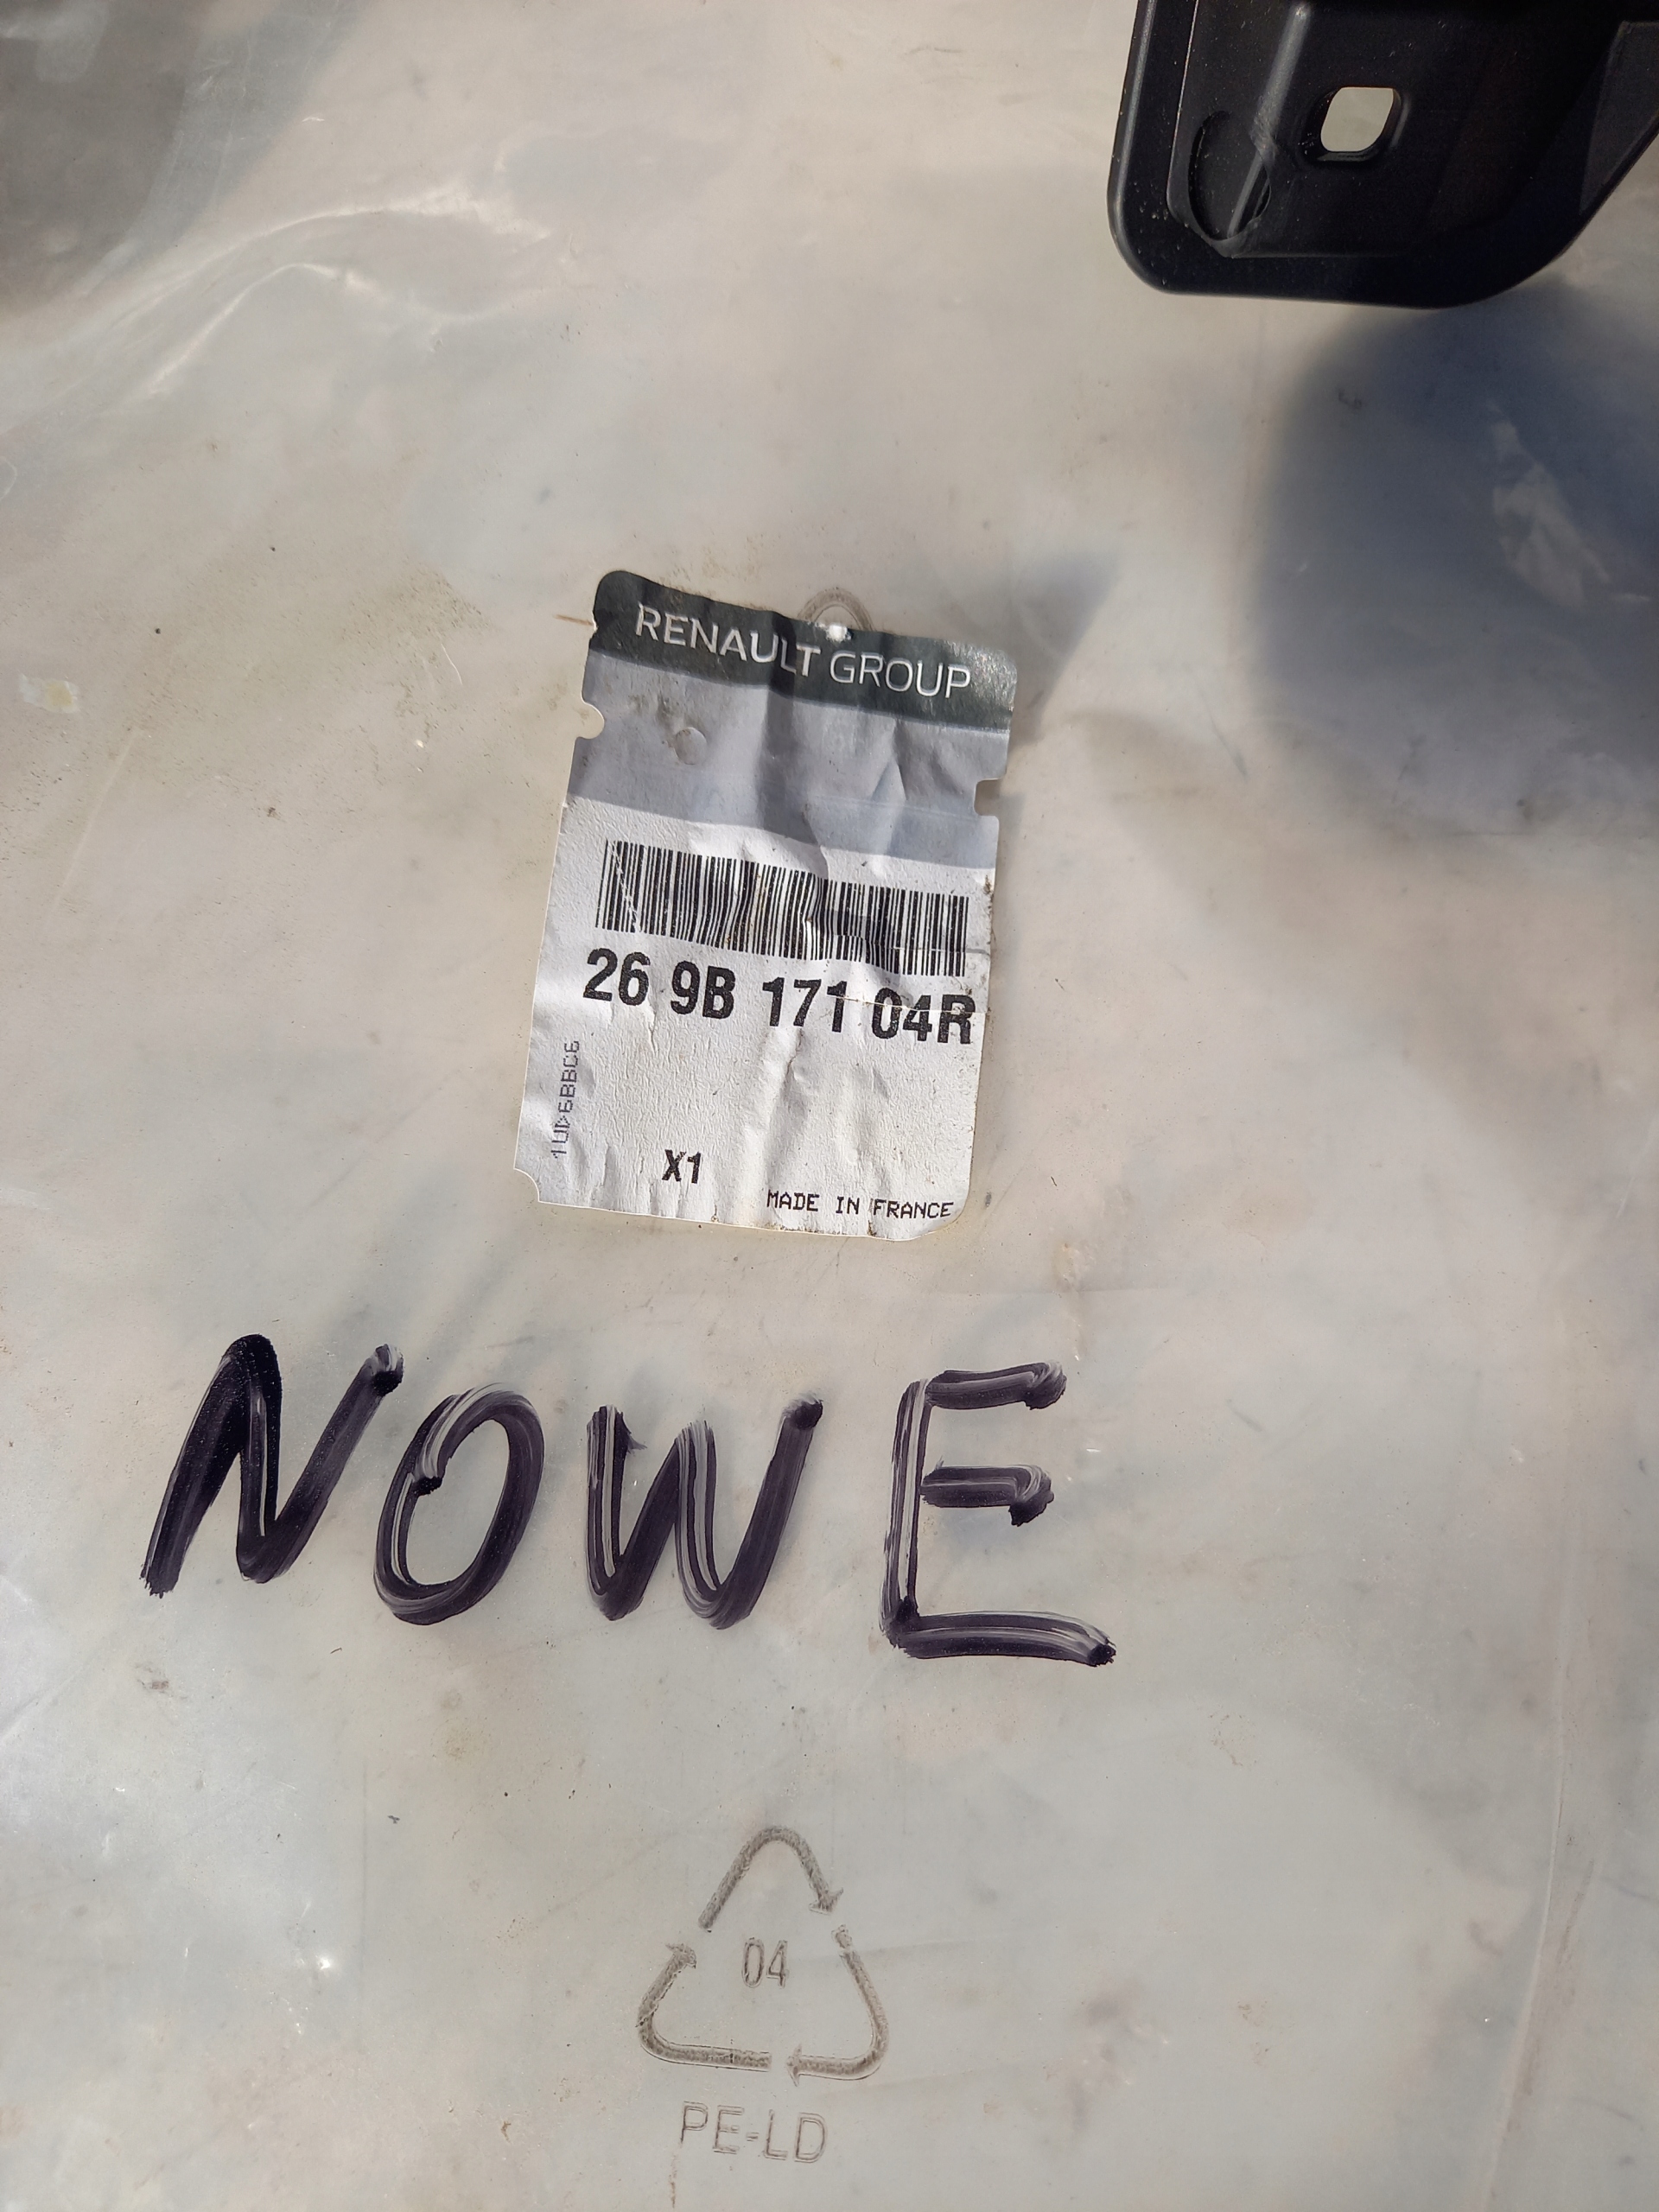 RENAULT GROUP
26 9B 171 04R
X1
MADE IN FRANCE
NOWE
04
PE-LD